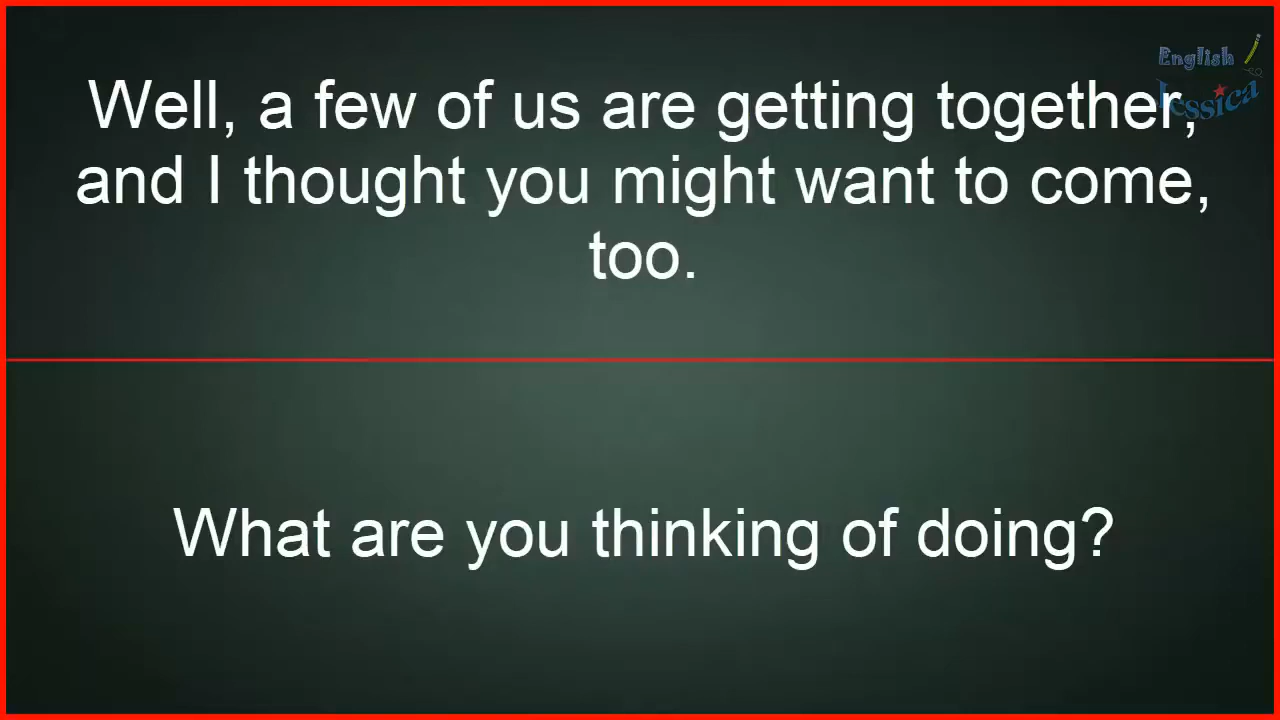 English
Jessica
Well, a few of us are getting together,
and I thought you might want to come,
too.
What are you thinking of doing?